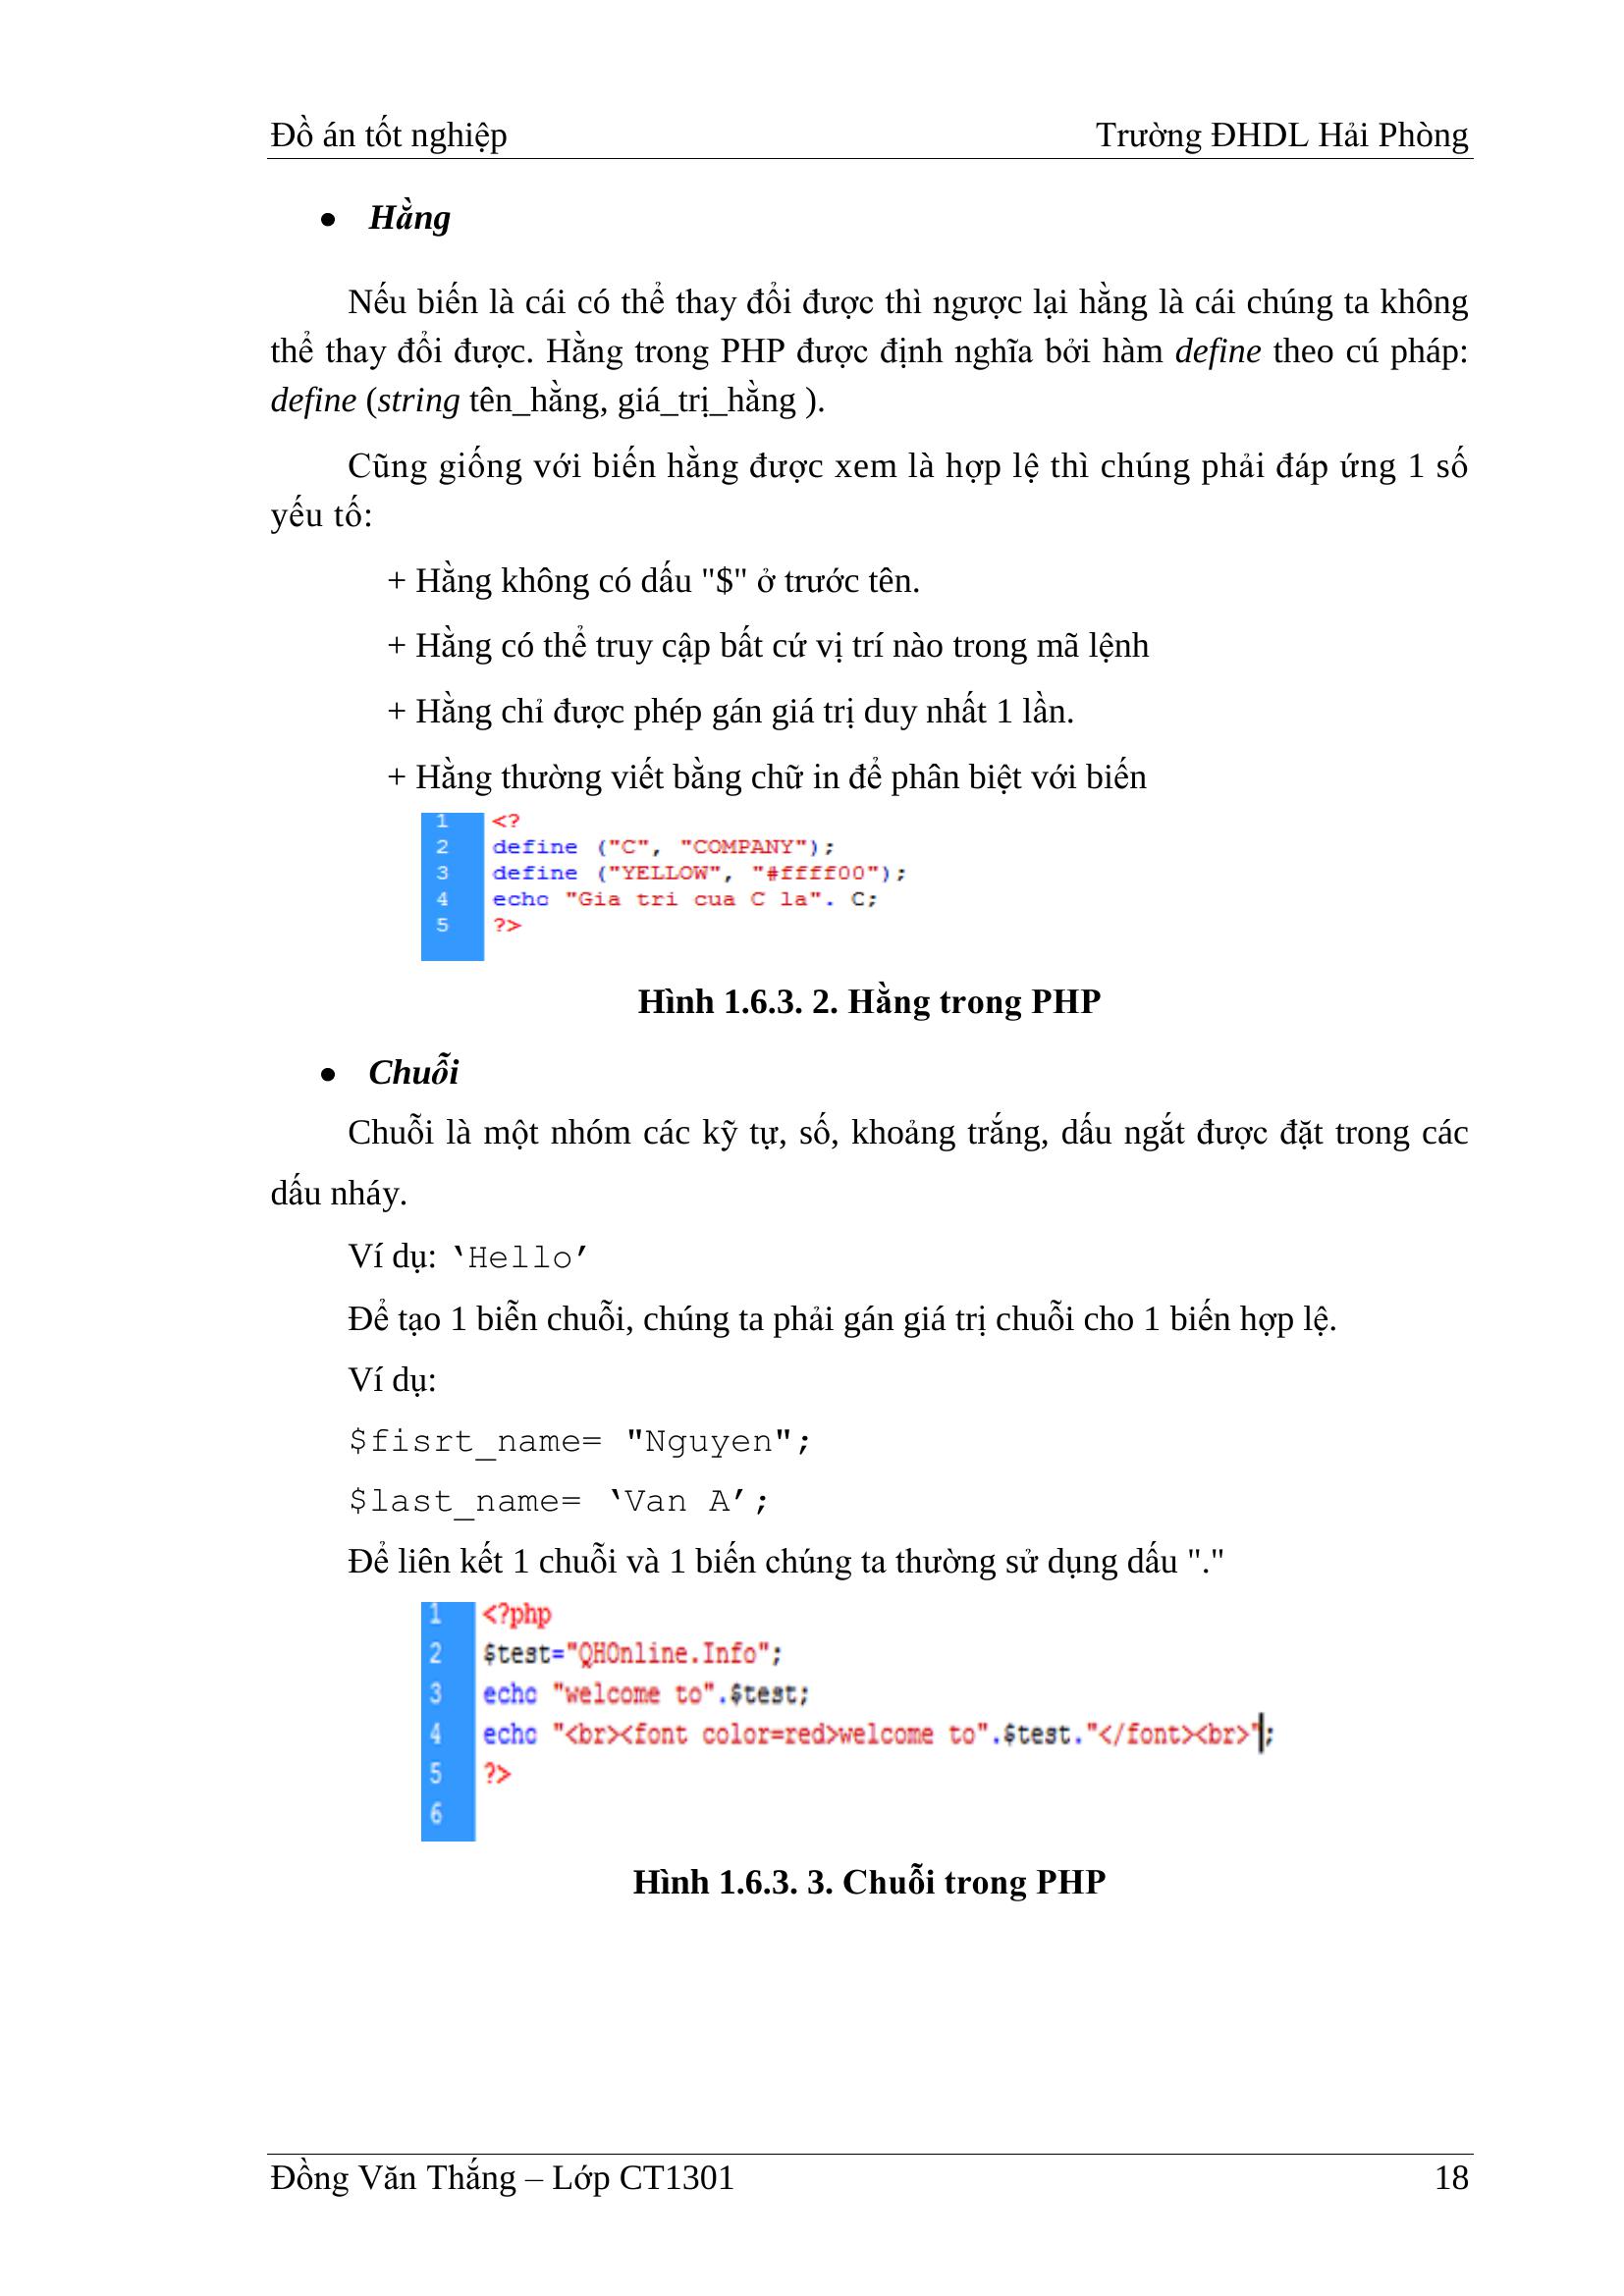 Đồ án tốt nghiệp Trường ĐHDL Hải Phòng
● Hằng
Nếu biến là cái có thể thay đổi được thì ngược lại hằng là cái chúng ta không
thể thay đổi được. Hằng trong PHP được định nghĩa bởi hàm define theo cú pháp:
define (string tên_hằng, giá_trị_hằng ).
Cũng giống với biến hằng được xem là hợp lệ thì chúng phải đáp ứng 1 số
yếu tố:
+ Hằng không có dấu "$" ở trước tên.
+ Hằng có thể truy cập bất cứ vị trí nào trong mã lệnh
+ Hằng chỉ được phép gán giá trị duy nhất 1 lần.
+ Hằng thường viết bằng chữ in để phân biệt với biến
1 <?
2 define ("C", "COMPANY");
3 define ("YELLOW", "#ffff00");
4 echo "Gia tri cua C la". C;
5 ?>
Hình 1.6.3. 2. Hằng trong PHP
● Chuỗi
Chuỗi là một nhóm các kỹ tự, số, khoảng trắng, dấu ngắt được đặt trong các
dấu nháy.
Ví dụ: ‘Hello’
Để tạo 1 biễn chuỗi, chúng ta phải gán giá trị chuỗi cho 1 biến hợp lệ.
Ví dụ:
$fisrt_name= "Nguyen";
$last_name= ‘Van A’;
Để liên kết 1 chuỗi và 1 biến chúng ta thường sử dụng dấu "."
1 <?php
2 $test="QHOnline.Info";
3 echo "welcome to".$test;
4 echo "<br><font color=red>welcome to".$test."</font><br>";
5 ?>
6
Hình 1.6.3. 3. Chuỗi trong PHP
Đồng Văn Thắng – Lớp CT1301 18